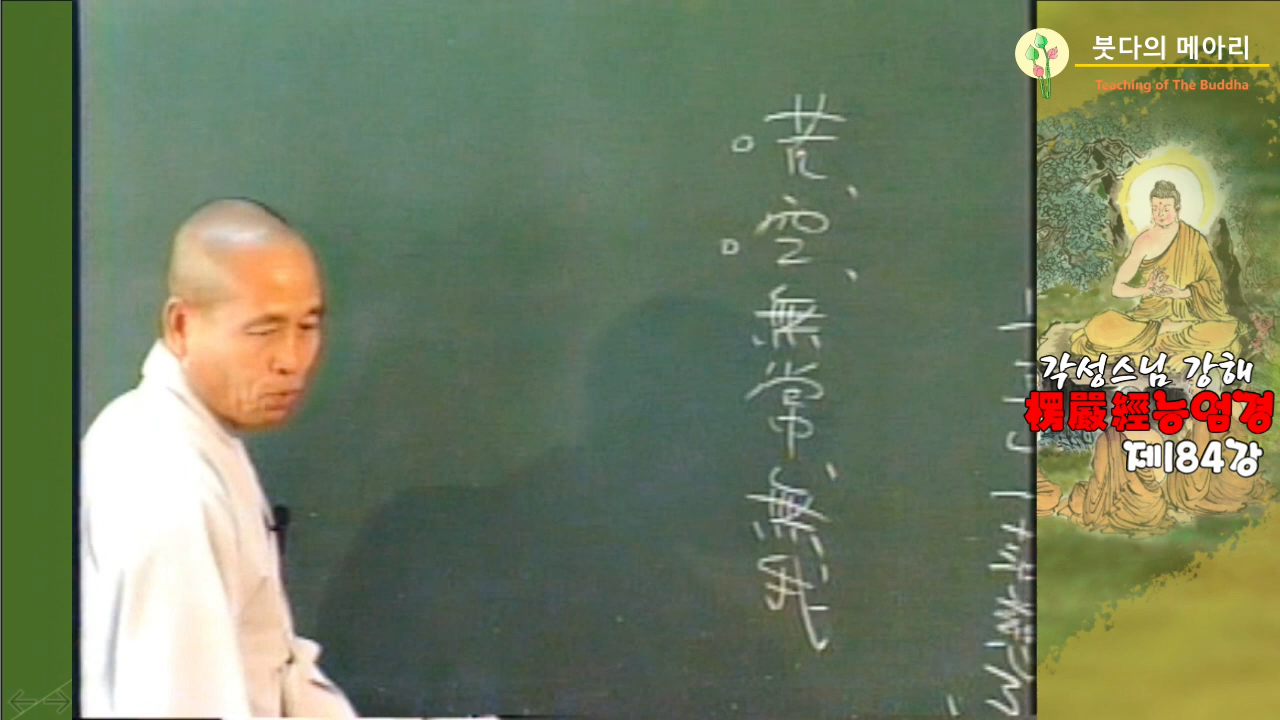 붓다의 메아리
Teaching of The Buddha
각성스님 강해
楞嚴經능엄경
제184강
苦、空、無常、無我